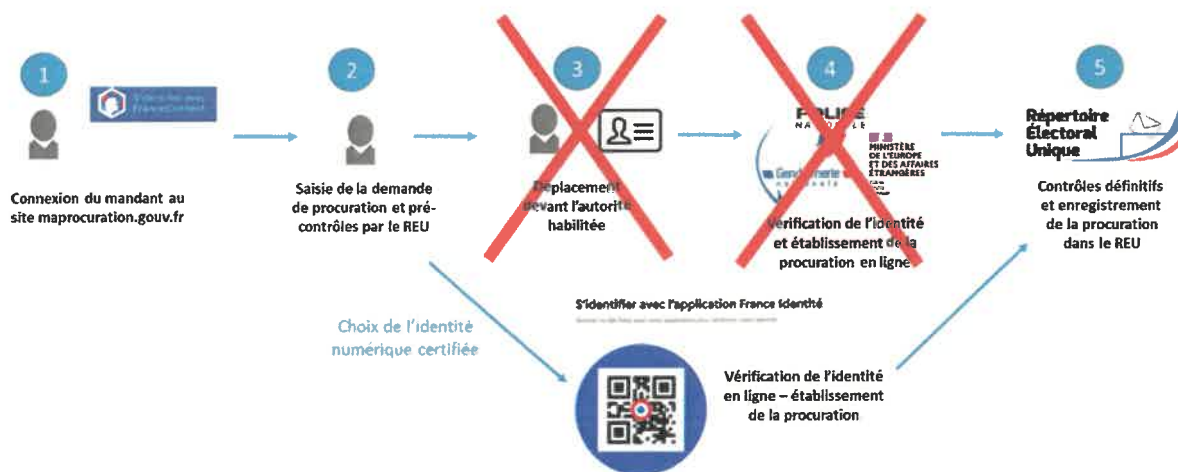 1
S'identifier avec
FranceConnect
Connexion du mandant au
site maprocuration.gouv.fr
2
Saisie de la demande
de procuration et pré-
contrôles par le REU
3
Déplacement
devant l'autorité
habilitée
4
POLICE
NATIONALE
Gendarmerie
nationale
MINISTÈRE
DE L'EUROPE
ET DES AFFAIRES
ÉTRANGÈRES
Vérification de l'identité
et établissement de la
procuration en ligne
5
Répertoire
Électoral
Unique
Contrôles définitifs
et enregistrement
de la procuration
dans le REU
Choix de l'identité
numérique certifiée
S'identifier avec l'application France Identité
Vérification de l'identité
en ligne – établissement
de la procuration